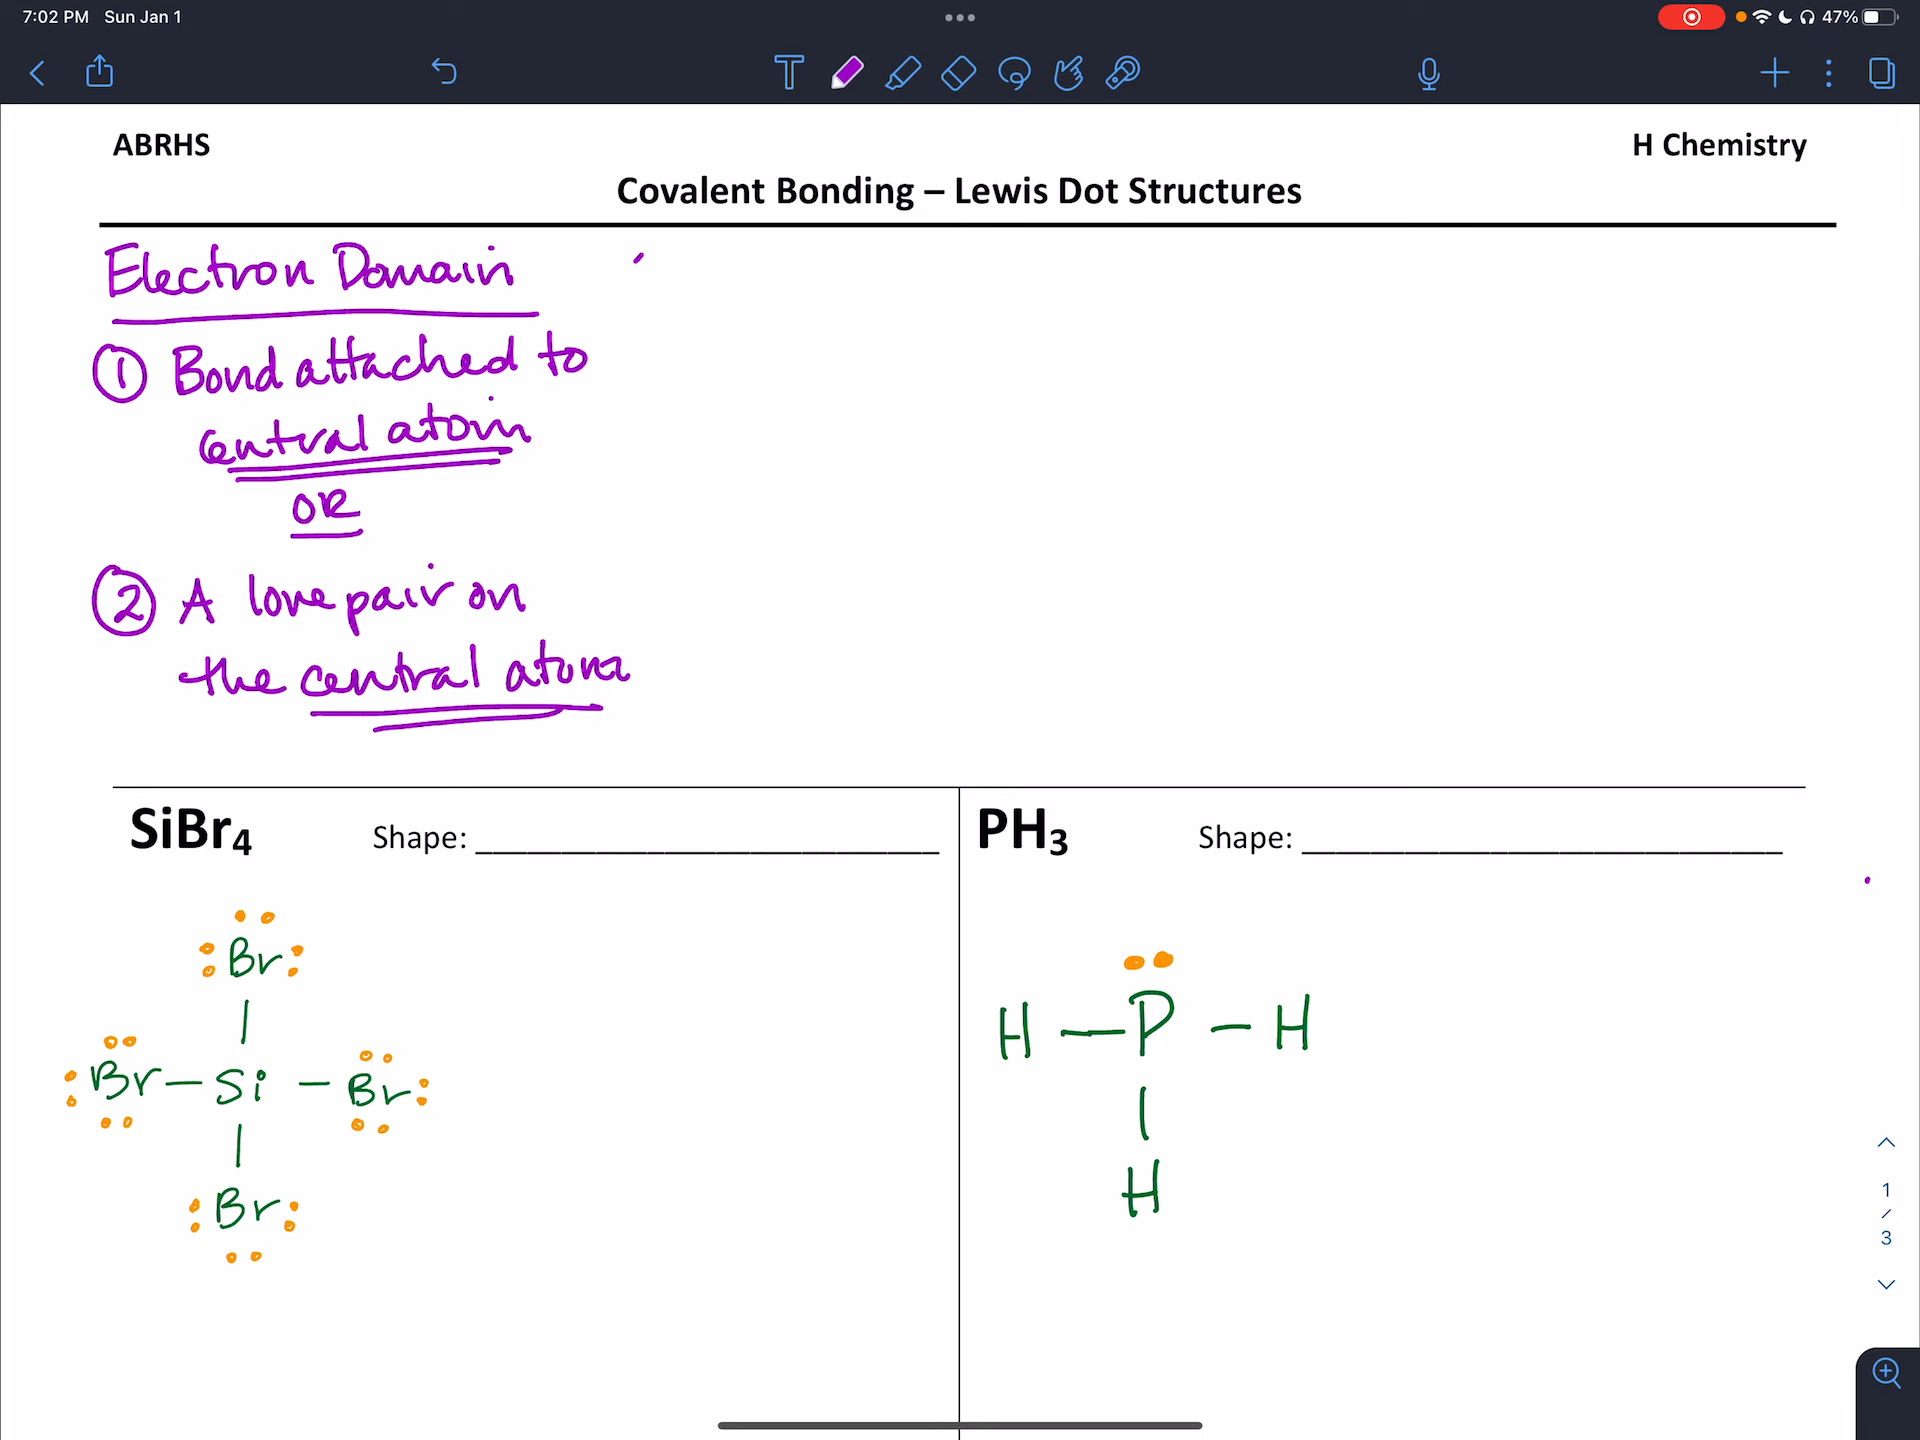 7:02 PM Sun Jan 1
47%
ABRHS
H Chemistry
Covalent Bonding – Lewis Dot Structures
Electron Domain
① Bond attached to
central atom
OR
② A lone pair on
the central atom
SiBr₄ Shape: ____________________________
PH₃ Shape: ____________________________
Br
Br – Si – Br
Br
H – P – H
H
1
/
3